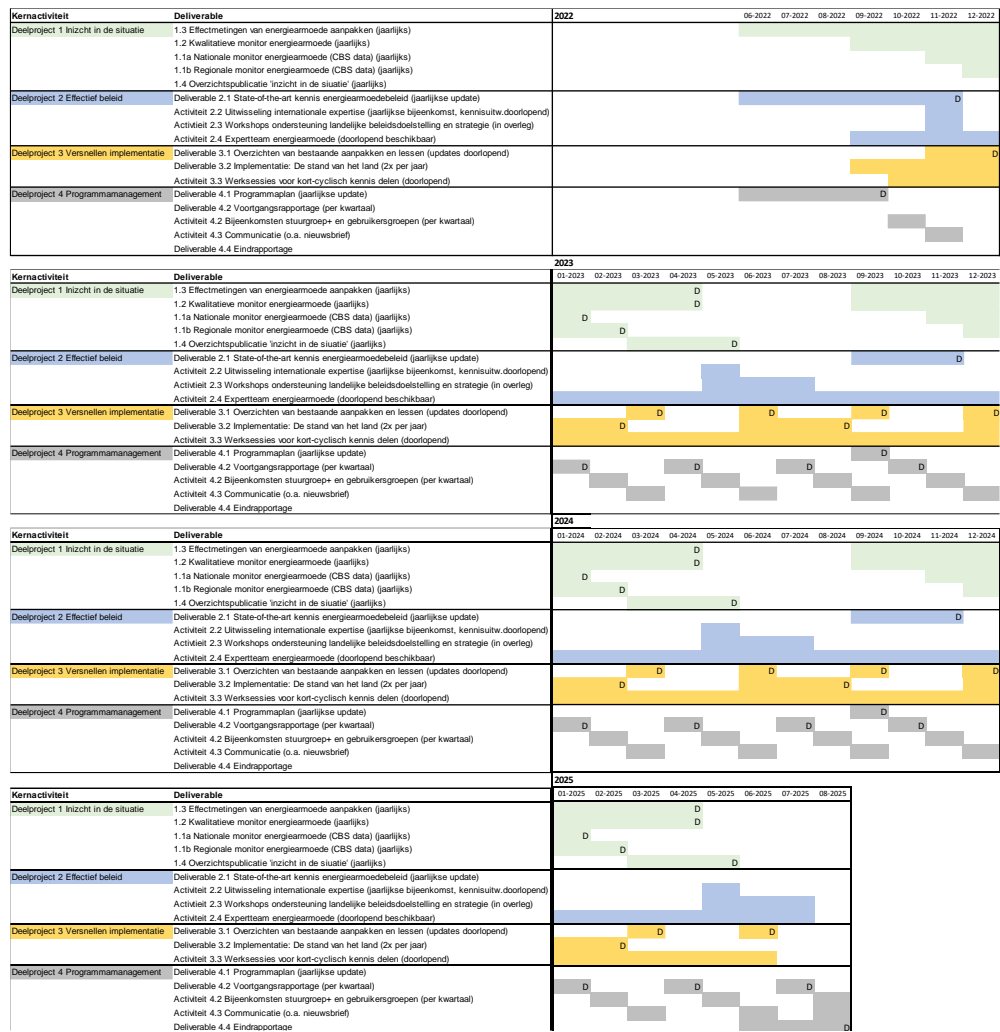 Kernactiviteit Deliverable 2022 06-2022 07-2022 08-2022 09-2022 10-2022 11-2022 12-2022
Deelproject 1 Inizcht in de situatie 1.3 Effectmetingen van energiearmoede aanpakken (jaarlijks)
1.2 Kwalitatieve monitor energiearmoede (jaarlijks)
1.1a Nationale monitor energiearmoede (CBS data) (jaarlijks)
1.1b Regionale monitor energiearmoede (CBS data) (jaarlijks)
1.4 Overzichtspublicatie 'inzicht in de siuatie' (jaarlijks)
Deelproject 2 Effectief beleid Deliverable 2.1 State-of-the-art kennis energiearmoedebeleid (jaarlijkse update) D
Activiteit 2.2 Uitwisseling internationale expertise (jaarlijkse bijeenkomst, kennisuitw.doorlopend)
Activtieit 2.3 Workshops ondersteuning landelijke beleidsdoelstelling en strategie (in overleg)
Activiteit 2.4 Expertteam energiearmoede (doorlopend beschikbaar)
Deelproject 3 Versnellen implementatie Deliverable 3.1 Overzichten van bestaande aanpakken en lessen (updates doorlopend) D
Deliverable 3.2 Implementatie: De stand van het land (2x per jaar)
Activiteit 3.3 Werksessies voor kort-cyclisch kennis delen (doorlopend)
Deelproject 4 Programmamanagement Deliverable 4.1 Programmaplan (jaarlijkse update) D
Deliverable 4.2 Voortgangsrapportage (per kwartaal)
Activiteit 4.2 Bijeenkomsten stuurgroep+ en gebruikersgroepen (per kwartaal)
Activiteit 4.3 Communicatie (o.a. nieuwsbrief)
Deliverable 4.4 Eindrapportage
2023
Kernactiviteit Deliverable 01-2023 02-2023 03-2023 04-2023 05-2023 06-2023 07-2023 08-2023 09-2023 10-2023 11-2023 12-2023
Deelproject 1 Inizcht in de situatie 1.3 Effectmetingen van energiearmoede aanpakken (jaarlijks) D
1.2 Kwalitatieve monitor energiearmoede (jaarlijks) D
1.1a Nationale monitor energiearmoede (CBS data) (jaarlijks) D
1.1b Regionale monitor energiearmoede (CBS data) (jaarlijks) D
1.4 Overzichtspublicatie 'inzicht in de siuatie' (jaarlijks) D
Deelproject 2 Effectief beleid Deliverable 2.1 State-of-the-art kennis energiearmoedebeleid (jaarlijkse update) D
Activiteit 2.2 Uitwisseling internationale expertise (jaarlijkse bijeenkomst, kennisuitw.doorlopend)
Activtieit 2.3 Workshops ondersteuning landelijke beleidsdoelstelling en strategie (in overleg)
Activiteit 2.4 Expertteam energiearmoede (doorlopend beschikbaar)
Deelproject 3 Versnellen implementatie Deliverable 3.1 Overzichten van bestaande aanpakken en lessen (updates doorlopend) D D D D
Deliverable 3.2 Implementatie: De stand van het land (2x per jaar) D D
Activiteit 3.3 Werksessies voor kort-cyclisch kennis delen (doorlopend)
Deelproject 4 Programmamanagement Deliverable 4.1 Programmaplan (jaarlijkse update) D
Deliverable 4.2 Voortgangsrapportage (per kwartaal) D D D D
Activiteit 4.2 Bijeenkomsten stuurgroep+ en gebruikersgroepen (per kwartaal)
Activiteit 4.3 Communicatie (o.a. nieuwsbrief)
Deliverable 4.4 Eindrapportage
2024
Kernactiviteit Deliverable 01-2024 02-2024 03-2024 04-2024 05-2024 06-2024 07-2024 08-2024 09-2024 10-2024 11-2024 12-2024
Deelproject 1 Inizcht in de situatie 1.3 Effectmetingen van energiearmoede aanpakken (jaarlijks) D
1.2 Kwalitatieve monitor energiearmoede (jaarlijks) D
1.1a Nationale monitor energiearmoede (CBS data) (jaarlijks) D
1.1b Regionale monitor energiearmoede (CBS data) (jaarlijks) D
1.4 Overzichtspublicatie 'inzicht in de siuatie' (jaarlijks) D
Deelproject 2 Effectief beleid Deliverable 2.1 State-of-the-art kennis energiearmoedebeleid (jaarlijkse update) D
Activiteit 2.2 Uitwisseling internationale expertise (jaarlijkse bijeenkomst, kennisuitw.doorlopend)
Activiteit 2.3 Workshops ondersteuning landelijke beleidsdoelstelling en strategie (in overleg)
Activiteit 2.4 Expertteam energiearmoede (doorlopend beschikbaar)
Deelproject 3 Versnellen implementatie Deliverable 3.1 Overzichten van bestaande aanpakken en lessen (updates doorlopend) D D D D
Deliverable 3.2 Implementatie: De stand van het land (2x per jaar) D D
Activiteit 3.3 Werksessies voor kort-cyclisch kennis delen (doorlopend)
Deelproject 4 Programmamanagement Deliverable 4.1 Programmaplan (jaarlijkse update) D
Deliverable 4.2 Voortgangsrapportage (per kwartaal) D D D D
Activiteit 4.2 Bijeenkomsten stuurgroep+ en gebruikersgroepen (per kwartaal)
Activiteit 4.3 Communicatie (o.a. nieuwsbrief)
Deliverable 4.4 Eindrapportage
2025
Kernactiviteit Deliverable 01-2025 02-2025 03-2025 04-2025 05-2025 06-2025 07-2025 08-2025
Deelproject 1 Inizcht in de situatie 1.3 Effectmetingen van energiearmoede aanpakken (jaarlijks) D
1.2 Kwalitatieve monitor energiearmoede (jaarlijks) D
1.1a Nationale monitor energiearmoede (CBS data) (jaarlijks) D
1.1b Regionale monitor energiearmoede (CBS data) (jaarlijks) D
1.4 Overzichtspublicatie 'inzicht in de siuatie' (jaarlijks) D
Deelproject 2 Effectief beleid Deliverable 2.1 State-of-the-art kennis energiearmoedebeleid (jaarlijkse update)
Activiteit 2.2 Uitwisseling internationale expertise (jaarlijkse bijeenkomst, kennisuitw.doorlopend)
Activiteit 2.3 Workshops ondersteuning landelijke beleidsdoelstelling en strategie (in overleg)
Activiteit 2.4 Expertteam energiearmoede (doorlopend beschikbaar)
Deelproject 3 Versnellen implementatie Deliverable 3.1 Overzichten van bestaande aanpakken en lessen (updates doorlopend) D D
Deliverable 3.2 Implementatie: De stand van het land (2x per jaar) D
Activiteit 3.3 Werksessies voor kort-cyclisch kennis delen (doorlopend)
Deelproject 4 Programmamanagement Deliverable 4.1 Programmaplan (jaarlijkse update)
Deliverable 4.2 Voortgangsrapportage (per kwartaal) D D D
Activiteit 4.2 Bijeenkomsten stuurgroep+ en gebruikersgroepen (per kwartaal)
Activiteit 4.3 Communicatie (o.a. nieuwsbrief)
Deliverable 4.4 Eindrapportage D